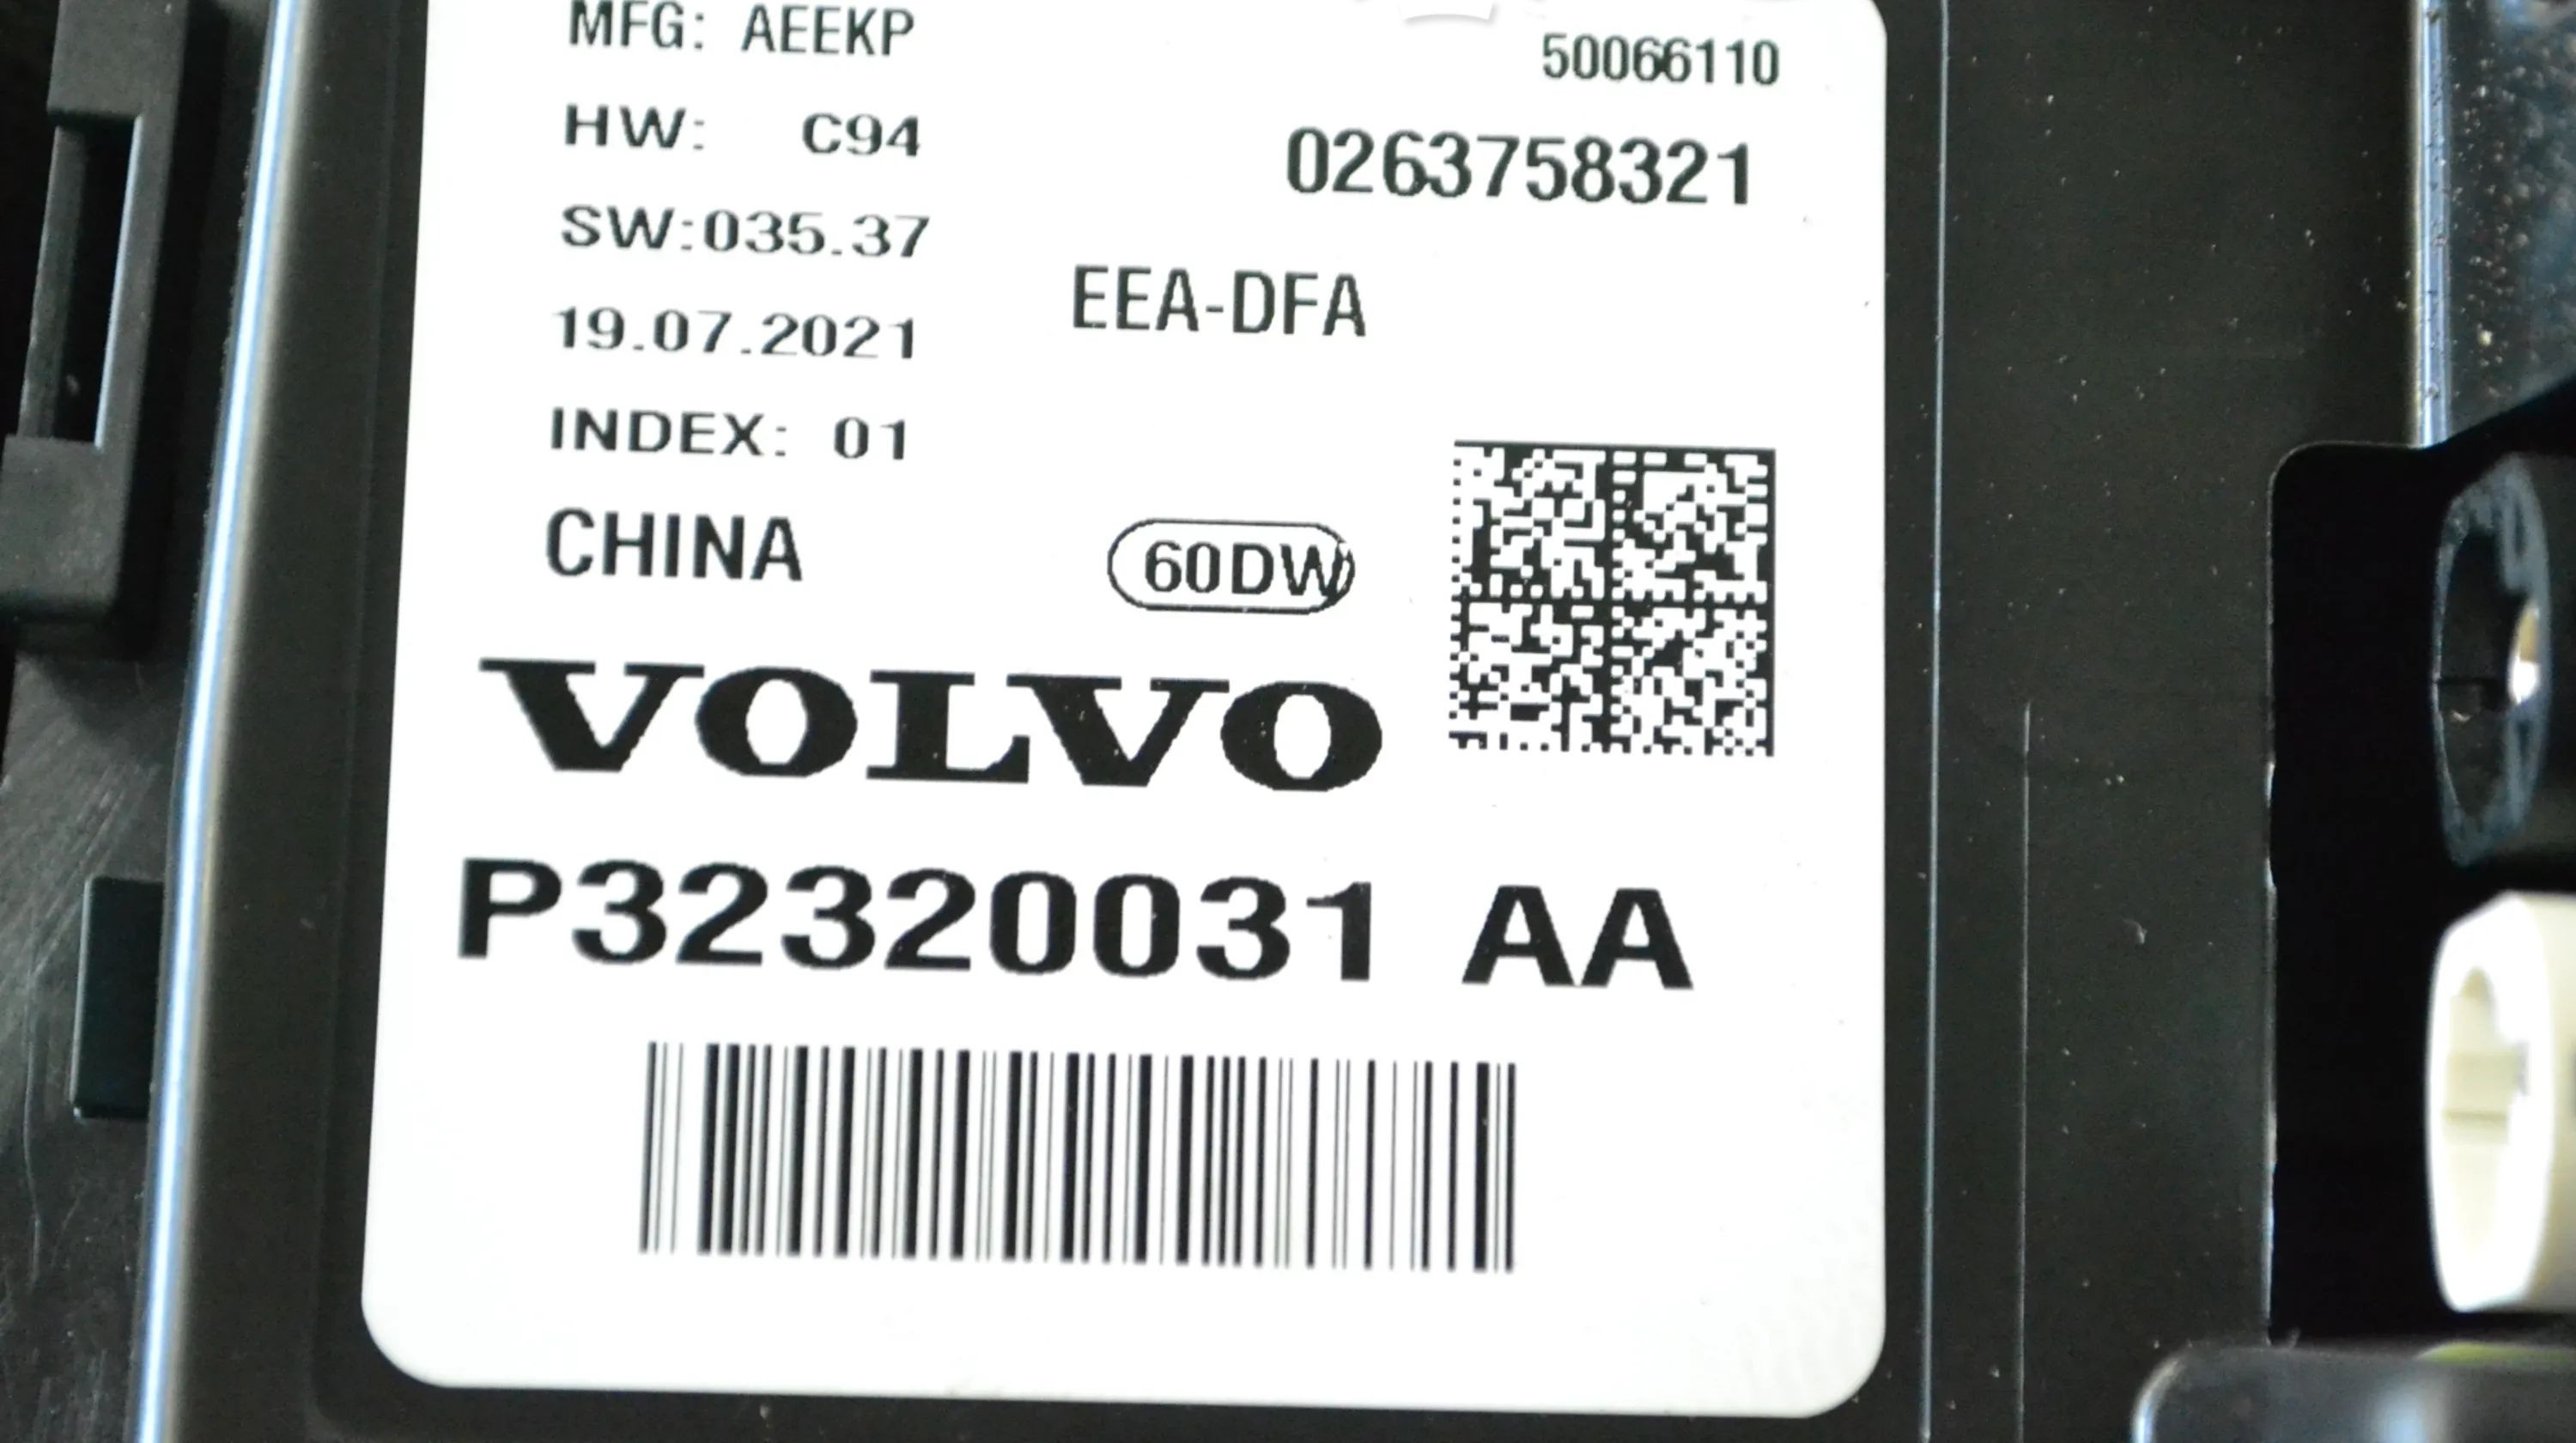 MFG: AEEKP
50066110
HW: C94
0263758321
SW:035.37
EEA-DFA
19.07.2021
INDEX: 01
CHINA
60DW
VOLVO
P32320031 AA